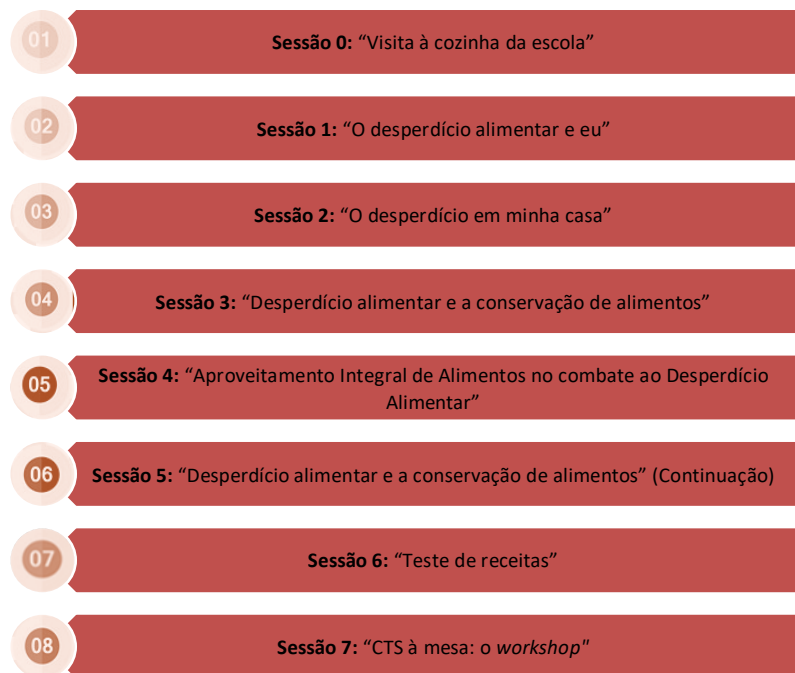 01
Sessão 0: “Visita à cozinha da escola”
02
Sessão 1: “O desperdício alimentar e eu”
03
Sessão 2: “O desperdício em minha casa”
04
Sessão 3: “Desperdício alimentar e a conservação de alimentos”
05
Sessão 4: “Aproveitamento Integral de Alimentos no combate ao Desperdício
Alimentar”
06
Sessão 5: “Desperdício alimentar e a conservação de alimentos” (Continuação)
07
Sessão 6: “Teste de receitas”
08
Sessão 7: “CTS à mesa: o workshop"